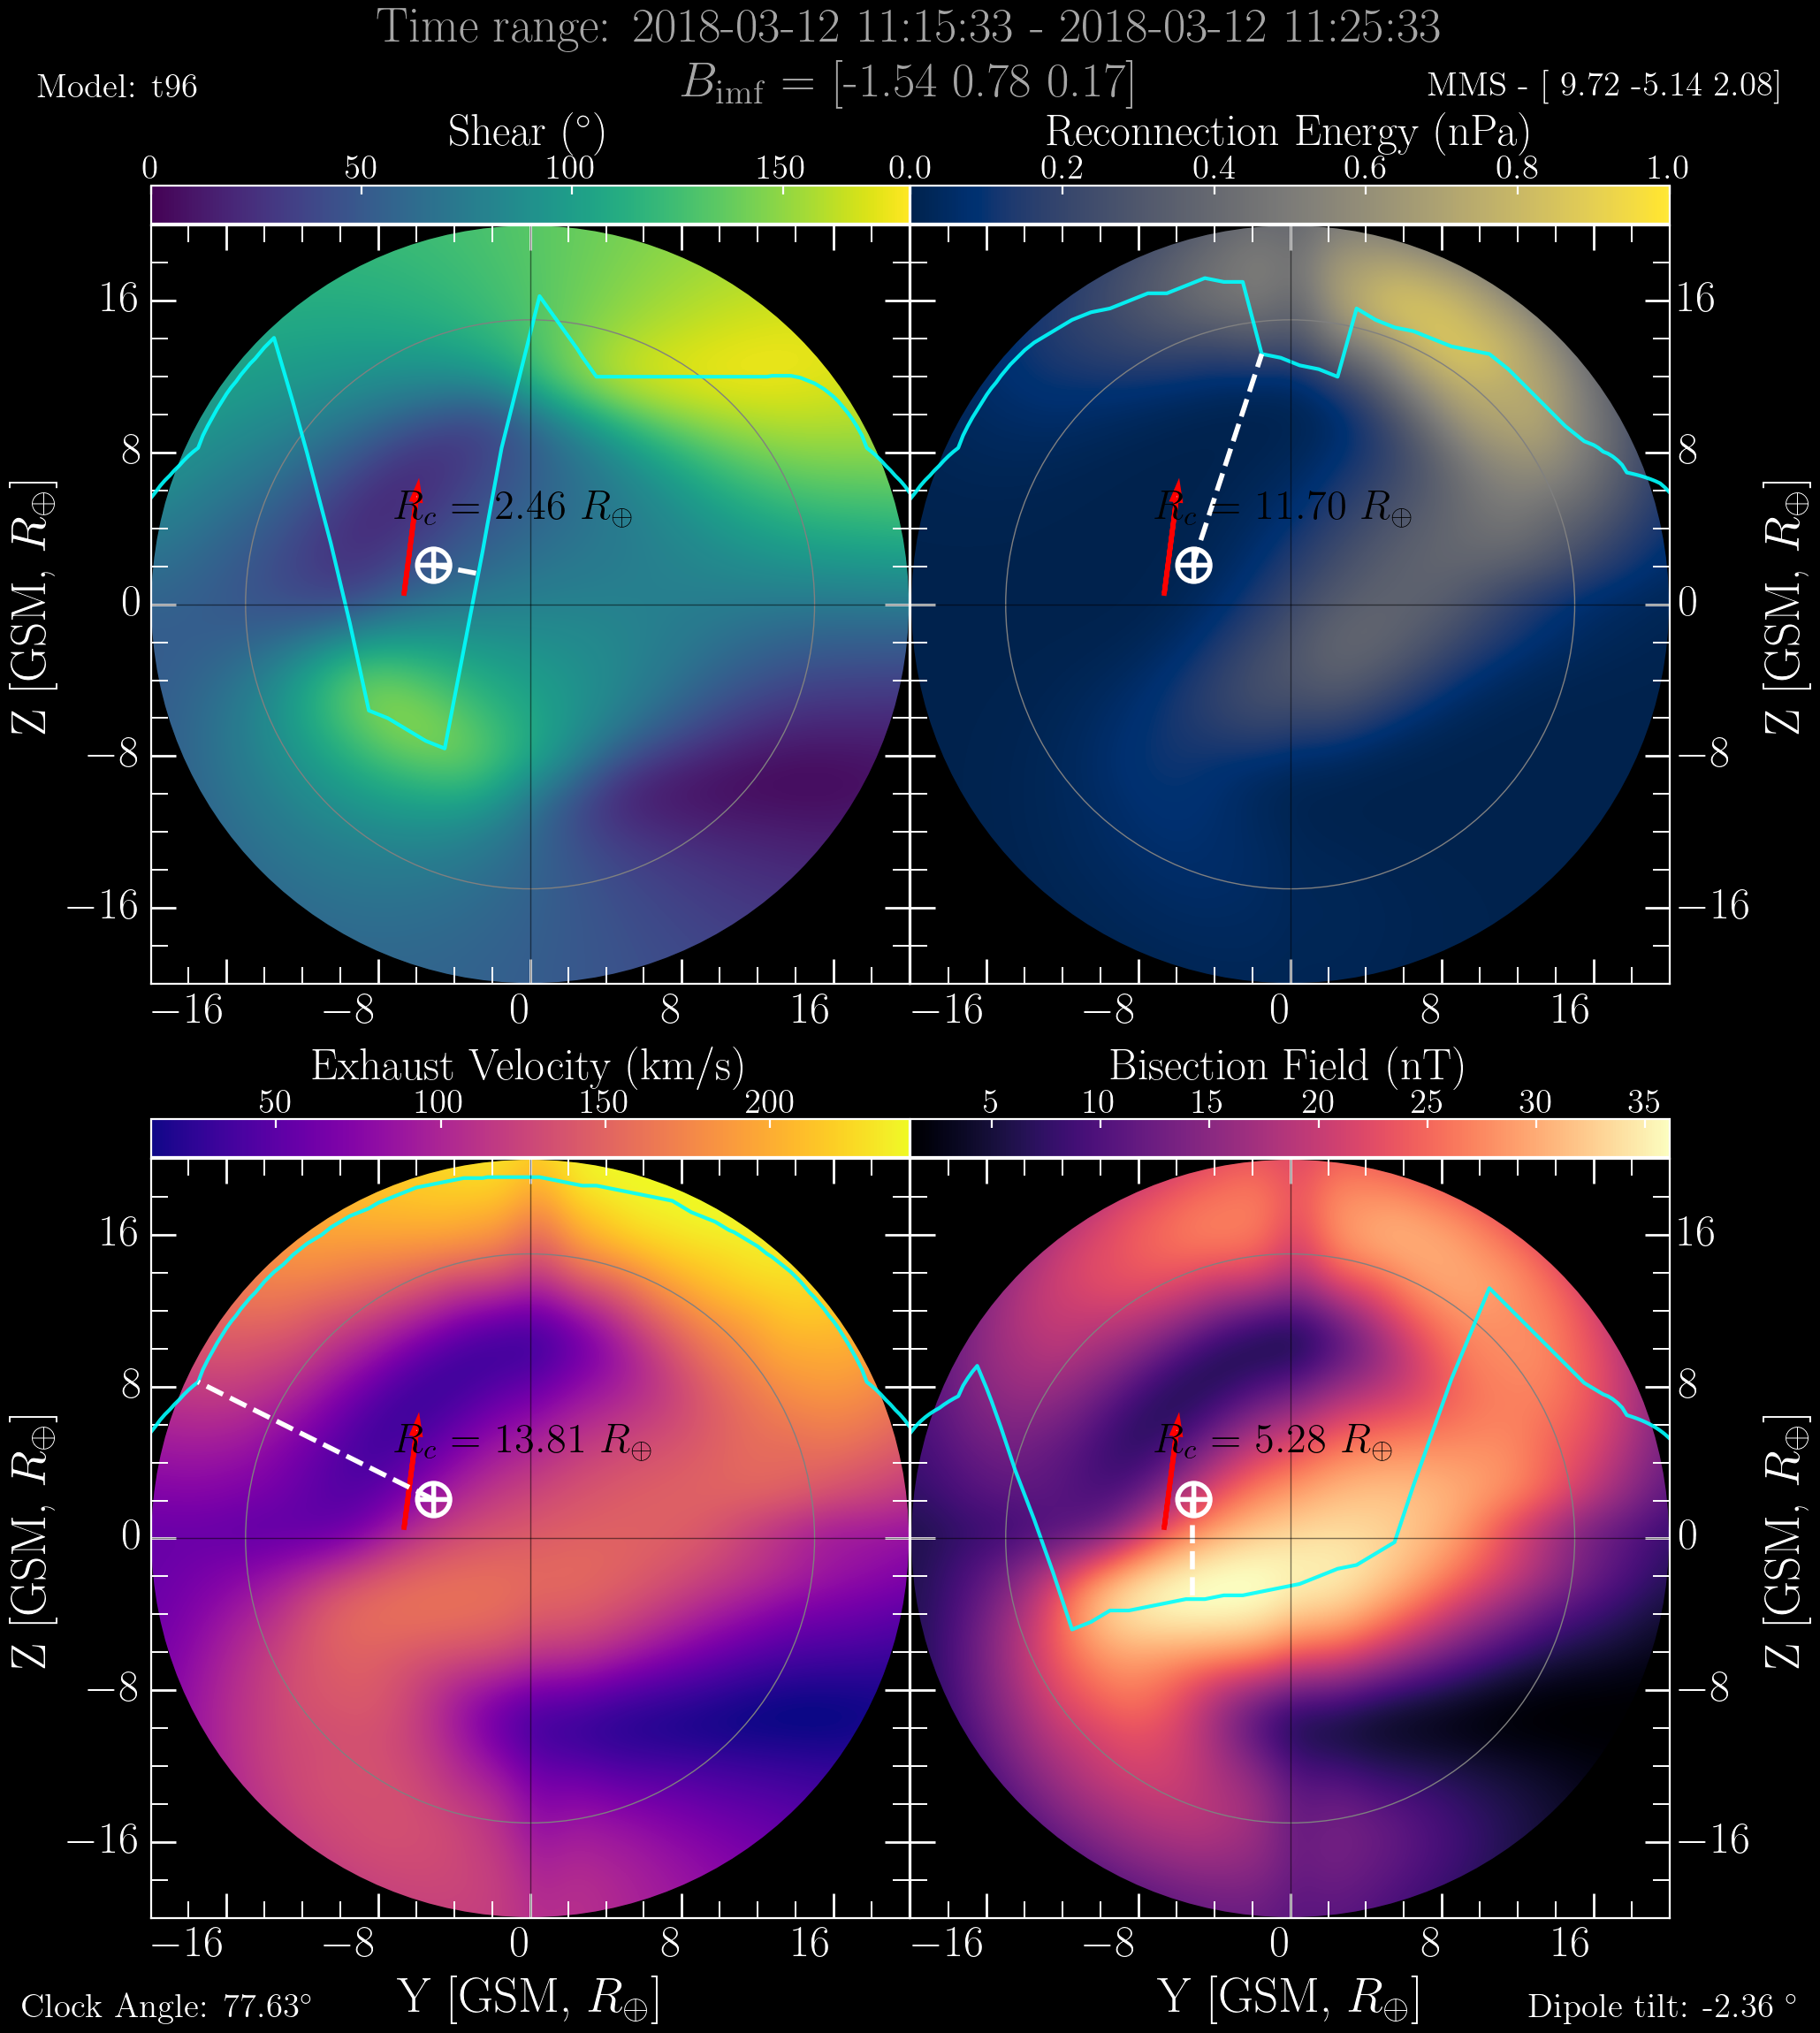 Time range: 2018-03-12 11:15:33 - 2018-03-12 11:25:33
Model: t96
B_imf = [-1.54 0.78 0.17]
MMS - [ 9.72 -5.14 2.08]
Shear (°)
0 50 100 150
Reconnection Energy (nPa)
0.0 0.2 0.4 0.6 0.8 1.0
Z [GSM, R⊕]
16
8
0
−8
−16
R_c = 2.46 R⊕
−16 −8 0 8 16
R_c = 11.70 R⊕
−16 −8 0 8 16
16
8
0
−8
−16
Z [GSM, R⊕]
Exhaust Velocity (km/s)
50 100 150 200
Bisection Field (nT)
5 10 15 20 25 30 35
Z [GSM, R⊕]
16
8
0
−8
−16
R_c = 13.81 R⊕
−16 −8 0 8 16
Y [GSM, R⊕]
R_c = 5.28 R⊕
−16 −8 0 8 16
Y [GSM, R⊕]
16
8
0
−8
−16
Z [GSM, R⊕]
Clock Angle: 77.63°
Dipole tilt: -2.36 °